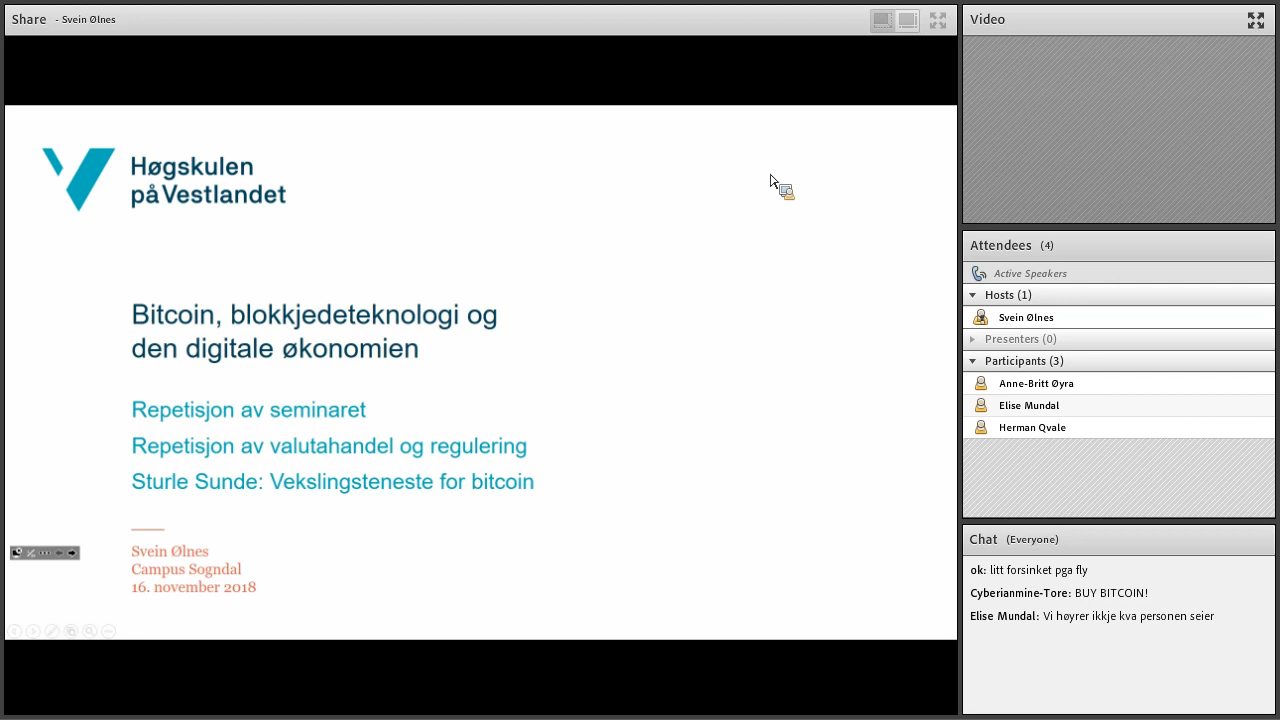 Share - Svein Ølnes
Høgskulen
på Vestlandet
Bitcoin, blokkjedeteknologi og
den digitale økonomien
Repetisjon av seminaret
Repetisjon av valutahandel og regulering
Sturle Sunde: Vekslingsteneste for bitcoin
Svein Ølnes
Campus Sogndal
16. november 2018
Video
Attendees (4)
Active Speakers
Hosts (1)
Svein Ølnes
Presenters (0)
Participants (3)
Anne-Britt Øyra
Elise Mundal
Herman Qvale
Chat (Everyone)
ok: litt forsinket pga fly
Cyberianmine-Tore: BUY BITCOIN!
Elise Mundal: Vi høyrer ikkje kva personen seier